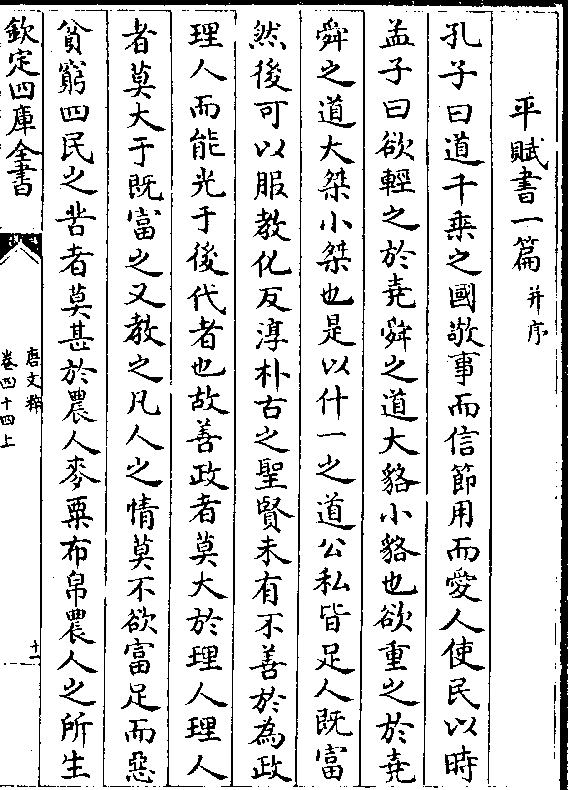 平賦書一篇并序
孔子曰道千乗之國敬事而信節用而愛人使民以時
孟子曰欲輕之於堯舜之道大貉小貉也欲重之於堯
舜之道大桀小桀也是以什一之道公私皆足人既富
然後可以服教化反淳朴古之聖賢未有不善於為政
理人而能光于後代者也故善政者莫大於理人理人
者莫大于既富之又教之凡人之情莫不欲富足而惡
貧窮四民之苦者莫甚於農人麥粟布帛農人之所生
欽定四庫全書
唐文粹
卷四十四上
十一